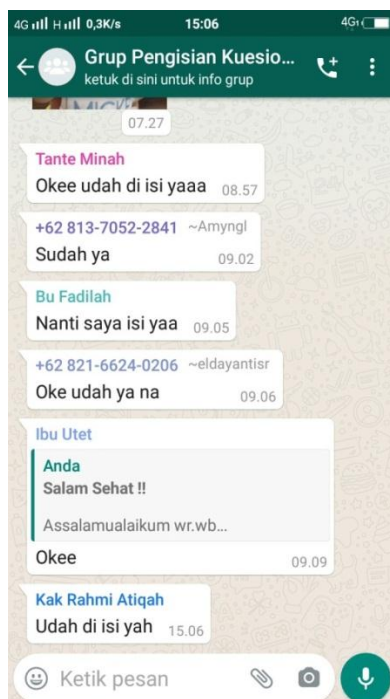 4G H 0,3K/s 15:06 4G
Grup Pengisian Kuesio...
ketuk di sini untuk info grup
07.27
Tante Minah
Okee udah di isi yaaa 08.57
+62 813-7052-2841 ~Amyngl
Sudah ya 09.02
Bu Fadilah
Nanti saya isi yaa 09.05
+62 821-6624-0206 ~eldayantisr
Oke udah ya na 09.06
Ibu Utet
Anda
Salam Sehat !!
Assalamualaikum wr.wb...
Okee 09.09
Kak Rahmi Atiqah
Udah di isi yah 15.06
Ketik pesan